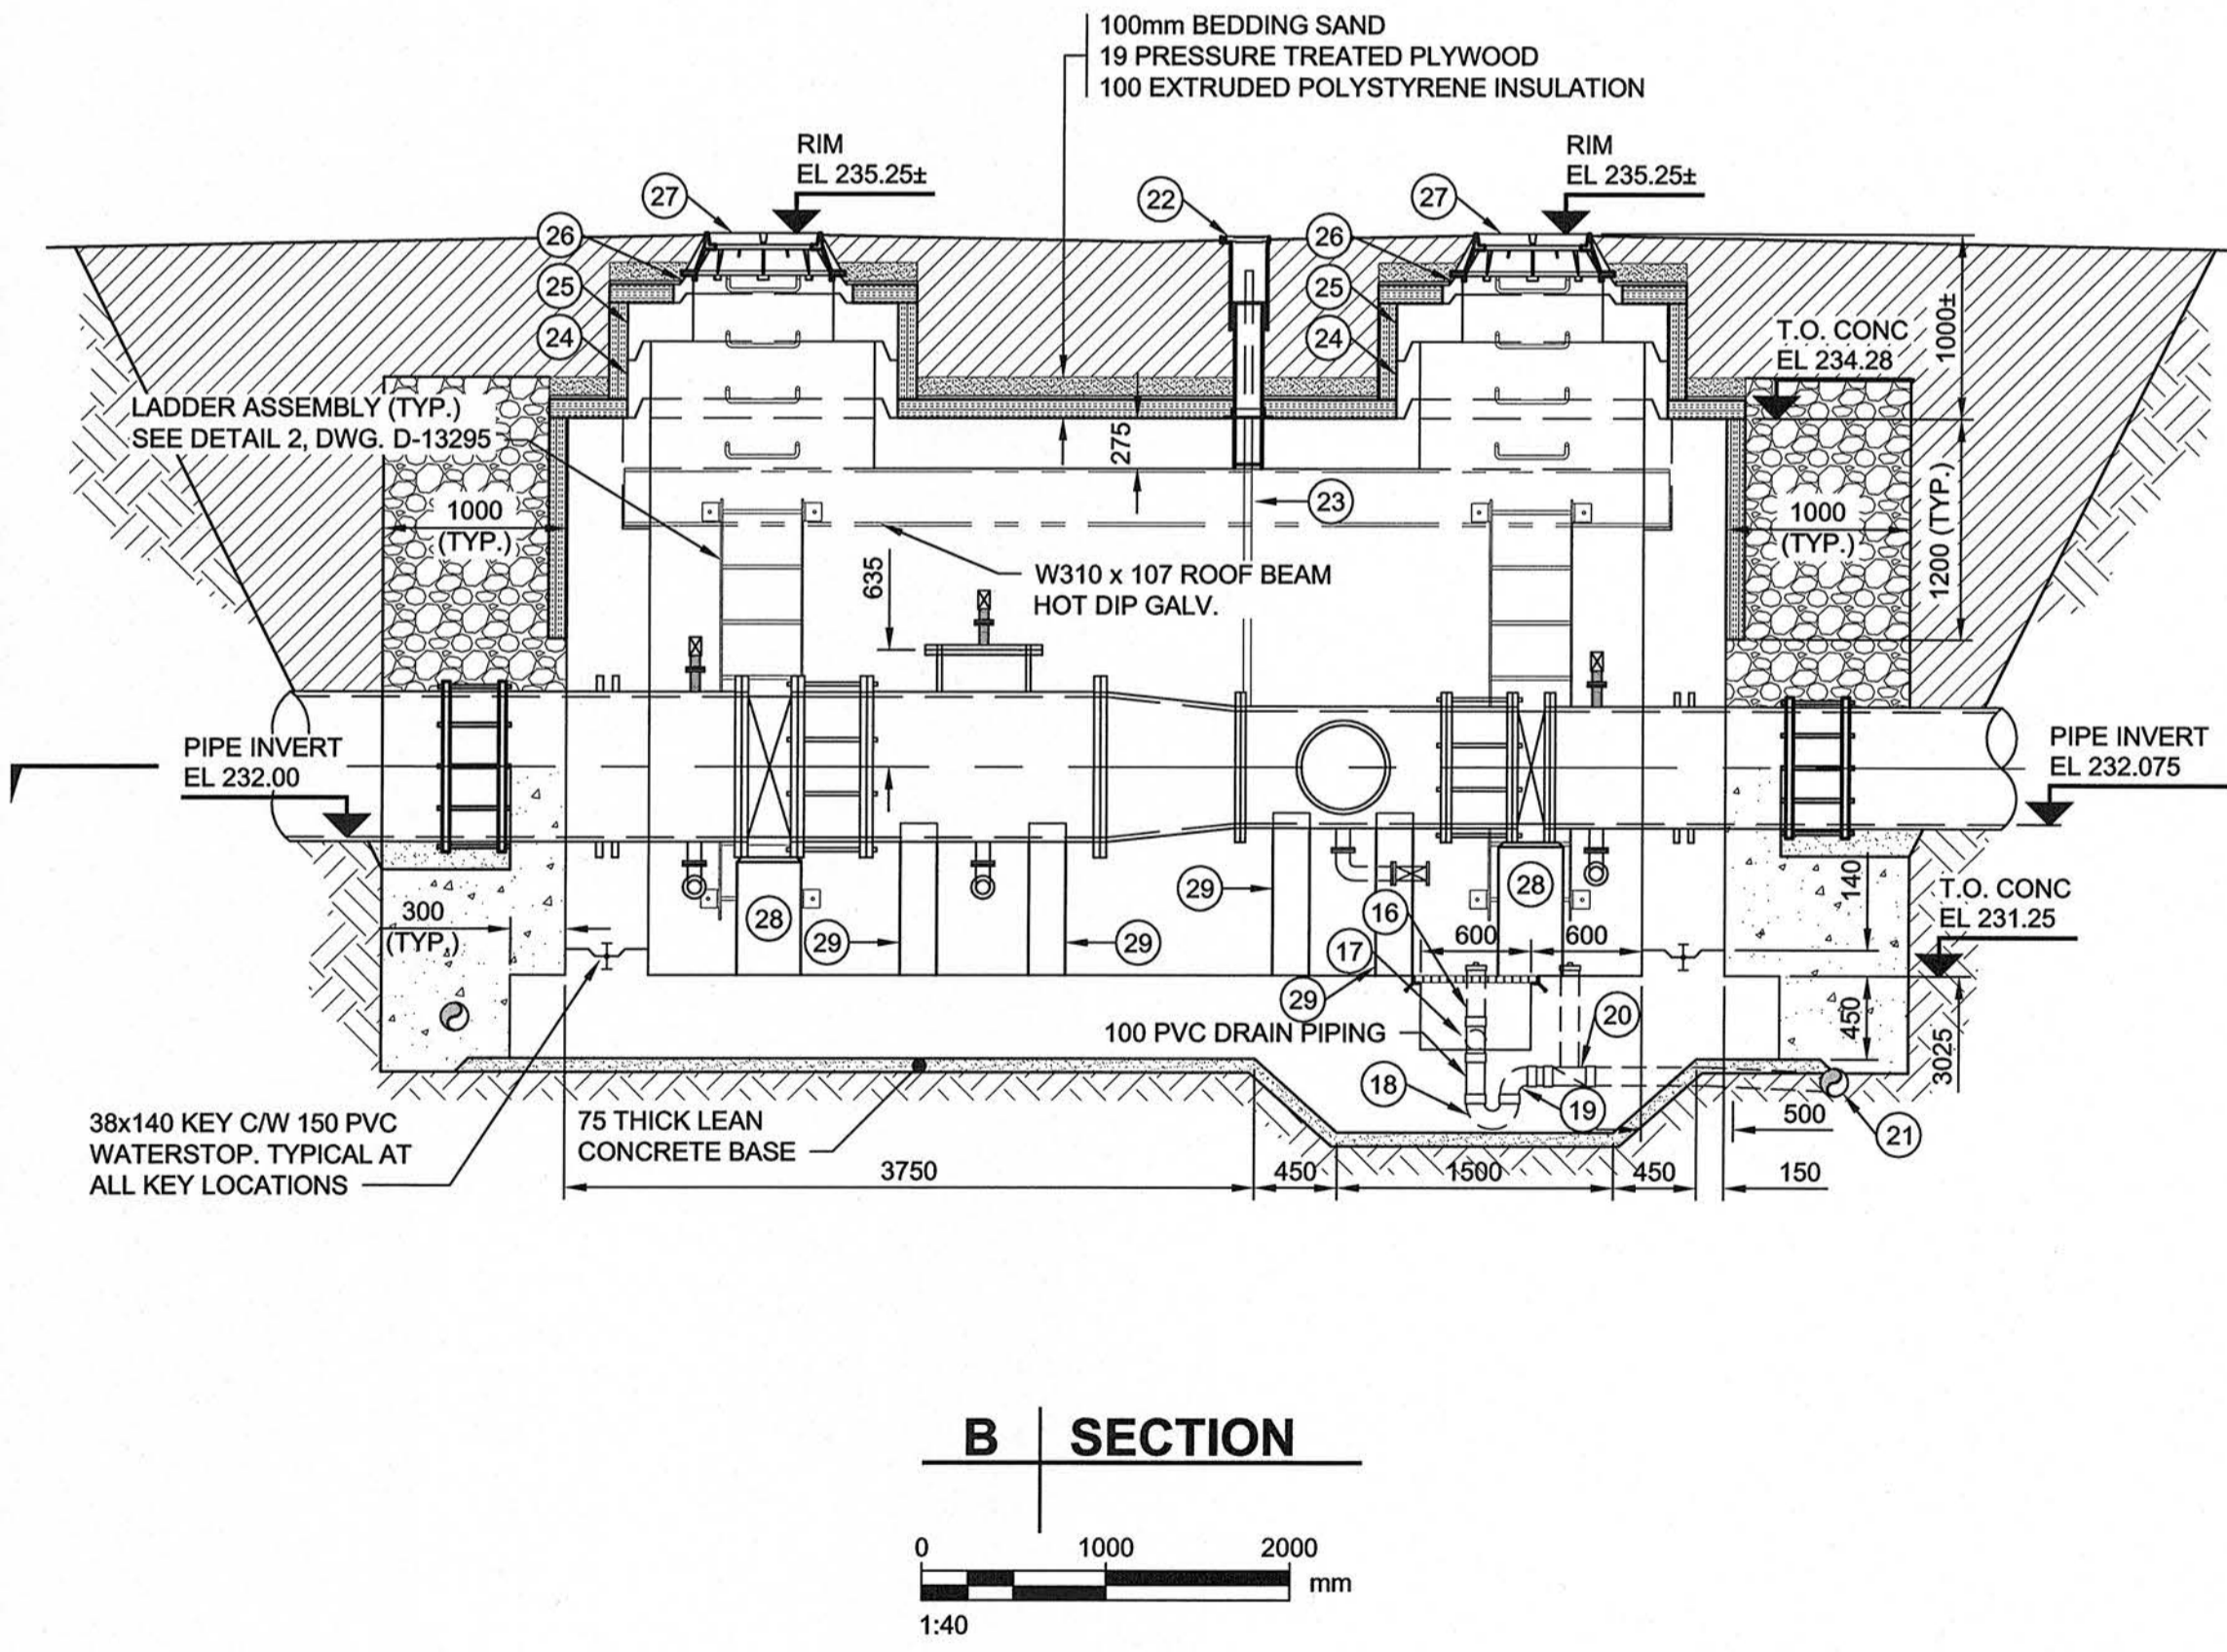 100mm BEDDING SAND
19 PRESSURE TREATED PLYWOOD
100 EXTRUDED POLYSTYRENE INSULATION
RIM
EL 235.25±
RIM
EL 235.25±
27
22
27
26
26
25
25
24
24
T.O. CONC
EL 234.28
1000±
LADDER ASSEMBLY (TYP.)
SEE DETAIL 2, DWG. D-13295
275
1000
(TYP.)
23
1000
(TYP.)
1200 (TYP.)
635
W310 x 107 ROOF BEAM
HOT DIP GALV.
PIPE INVERT
EL 232.00
PIPE INVERT
EL 232.075
300
(TYP.)
28
29
29
29
16
28
140
T.O. CONC
EL 231.25
600
600
17
29
20
100 PVC DRAIN PIPING
450
3025
18
19
21
38x140 KEY C/W 150 PVC
WATERSTOP. TYPICAL AT
ALL KEY LOCATIONS
75 THICK LEAN
CONCRETE BASE
500
3750
450
1500
450
150
B SECTION
0 1000 2000
mm
1:40